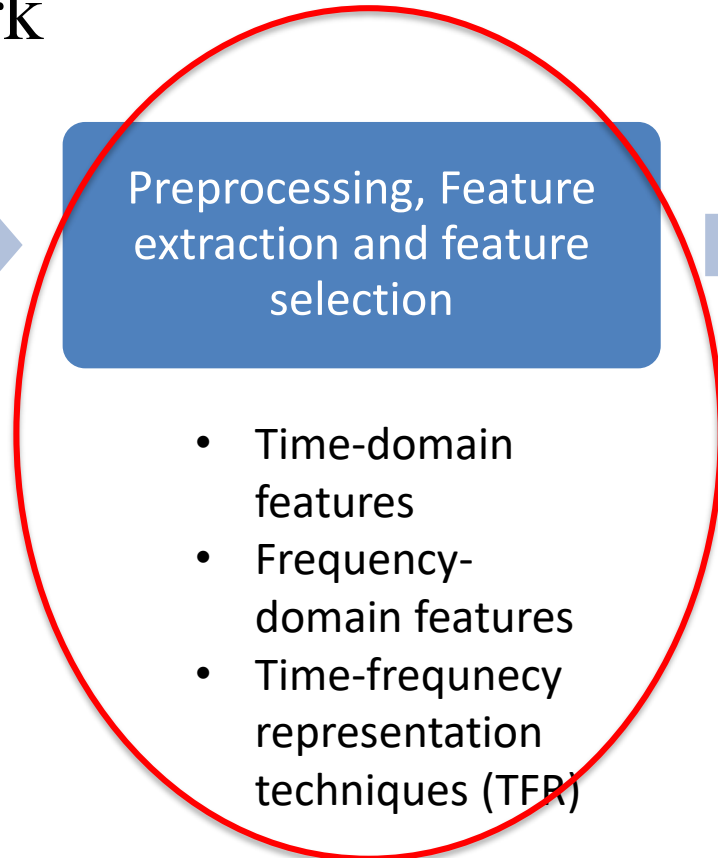 rk
Preprocessing, Feature
extraction and feature
selection
• Time-domain
features
• Frequency-
domain features
• Time-frequnecy
representation
techniques (TFR)